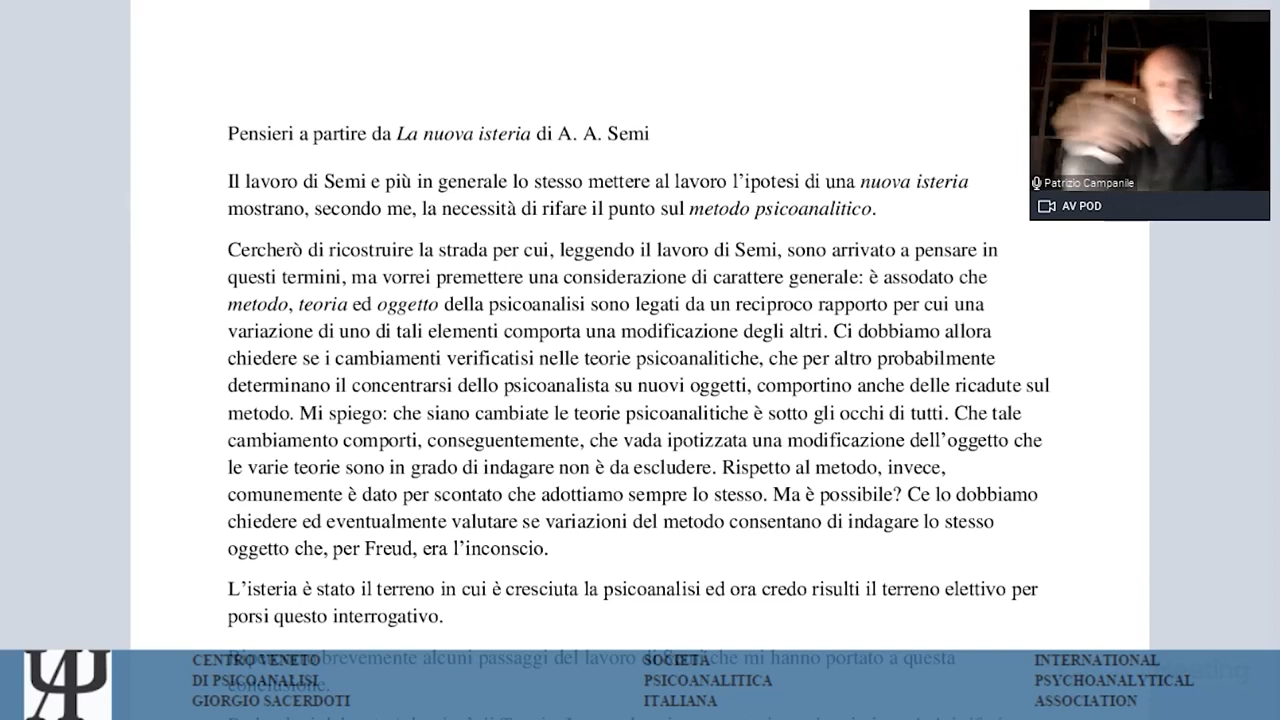 Pensieri a partire da La nuova isteria di A. A. Semi
Il lavoro di Semi e più in generale lo stesso mettere al lavoro l’ipotesi di una nuova isteria
mostrano, secondo me, la necessità di rifare il punto sul metodo psicoanalitico.
Cercherò di ricostruire la strada per cui, leggendo il lavoro di Semi, sono arrivato a pensare in
questi termini, ma vorrei premettere una considerazione di carattere generale: è assodato che
metodo, teoria ed oggetto della psicoanalisi sono legati da un reciproco rapporto per cui una
variazione di uno di tali elementi comporta una modificazione degli altri. Ci dobbiamo allora
chiedere se i cambiamenti verificatisi nelle teorie psicoanalitiche, che per altro probabilmente
determinano il concentrarsi dello psicoanalista su nuovi oggetti, comportino anche delle ricadute sul
metodo. Mi spiego: che siano cambiate le teorie psicoanalitiche è sotto gli occhi di tutti. Che tale
cambiamento comporti, conseguentemente, che vada ipotizzata una modificazione dell’oggetto che
le varie teorie sono in grado di indagare non è da escludere. Rispetto al metodo, invece,
comunemente è dato per scontato che adottiamo sempre lo stesso. Ma è possibile? Ce lo dobbiamo
chiedere ed eventualmente valutare se variazioni del metodo consentano di indagare lo stesso
oggetto che, per Freud, era l’inconscio.
L’isteria è stato il terreno in cui è cresciuta la psicoanalisi ed ora credo risulti il terreno elettivo per
porsi questo interrogativo.
brevemente alcuni passaggi del lavoro di che mi hanno portato a questa
conclusione.
Patrizio Campanile
AV POD
CENTRO VENETO
DI PSICOANALISI
GIORGIO SACERDOTI
SOCIETÀ
PSICOANALITICA
ITALIANA
INTERNATIONAL
PSYCHOANALYTICAL
ASSOCIATION